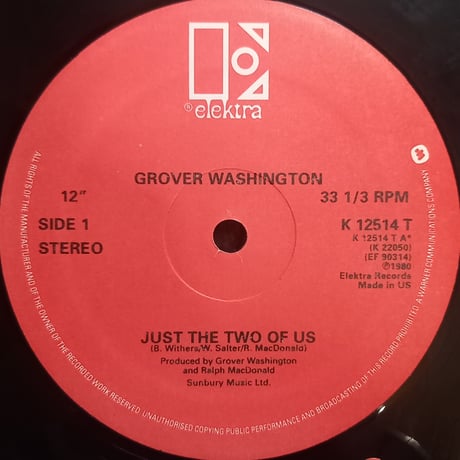 ® elektra
GROVER WASHINGTON
12"
33 1/3 RPM
SIDE 1
STEREO
K 12514 T
K 12514 T A*
(K 22050)
(EF 90314)
℗1980
Elektra Records
Made in US
JUST THE TWO OF US
(B. Withers/W. Salter/R. MacDonald)
Produced by Grover Washington
and Ralph MacDonald
Sunbury Music Ltd.
ALL RIGHTS OF THE MANUFACTURER AND OF THE OWNER OF THE RECORDED WORK RESERVED. UNAUTHORISED COPYING PUBLIC PERFORMANCE AND BROADCASTING OF THIS RECORD PROHIBITED. A WARNER COMMUNICATIONS COMPANY.